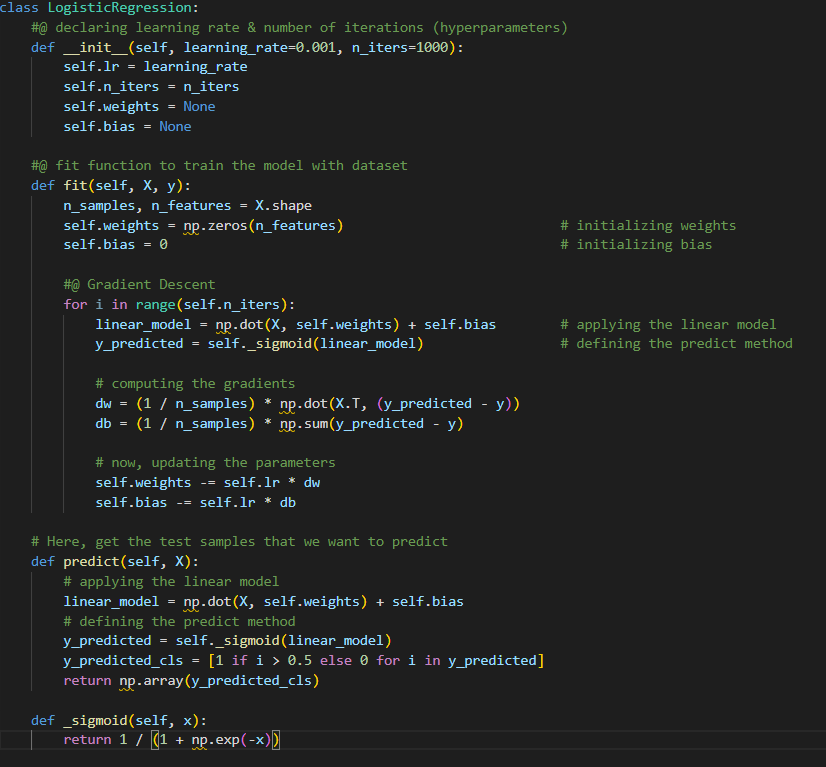 class LogisticRegression:
    #@ declaring learning rate & number of iterations (hyperparameters)
    def __init__(self, learning_rate=0.001, n_iters=1000):
        self.lr = learning_rate
        self.n_iters = n_iters
        self.weights = None
        self.bias = None

    #@ fit function to train the model with dataset
    def fit(self, X, y):
        n_samples, n_features = X.shape
        self.weights = np.zeros(n_features)                           # initializing weights
        self.bias = 0                                                 # initializing bias

        #@ Gradient Descent
        for i in range(self.n_iters):
            linear_model = np.dot(X, self.weights) + self.bias        # applying the linear model
            y_predicted = self._sigmoid(linear_model)                 # defining the predict method

            # computing the gradients
            dw = (1 / n_samples) * np.dot(X.T, (y_predicted - y))
            db = (1 / n_samples) * np.sum(y_predicted - y)

            # now, updating the parameters
            self.weights -= self.lr * dw
            self.bias -= self.lr * db

    # Here, get the test samples that we want to predict
    def predict(self, X):
        # applying the linear model
        linear_model = np.dot(X, self.weights) + self.bias
        # defining the predict method
        y_predicted = self._sigmoid(linear_model)
        y_predicted_cls = [1 if i > 0.5 else 0 for i in y_predicted]
        return np.array(y_predicted_cls)

    def _sigmoid(self, x):
        return 1 / (1 + np.exp(-x))